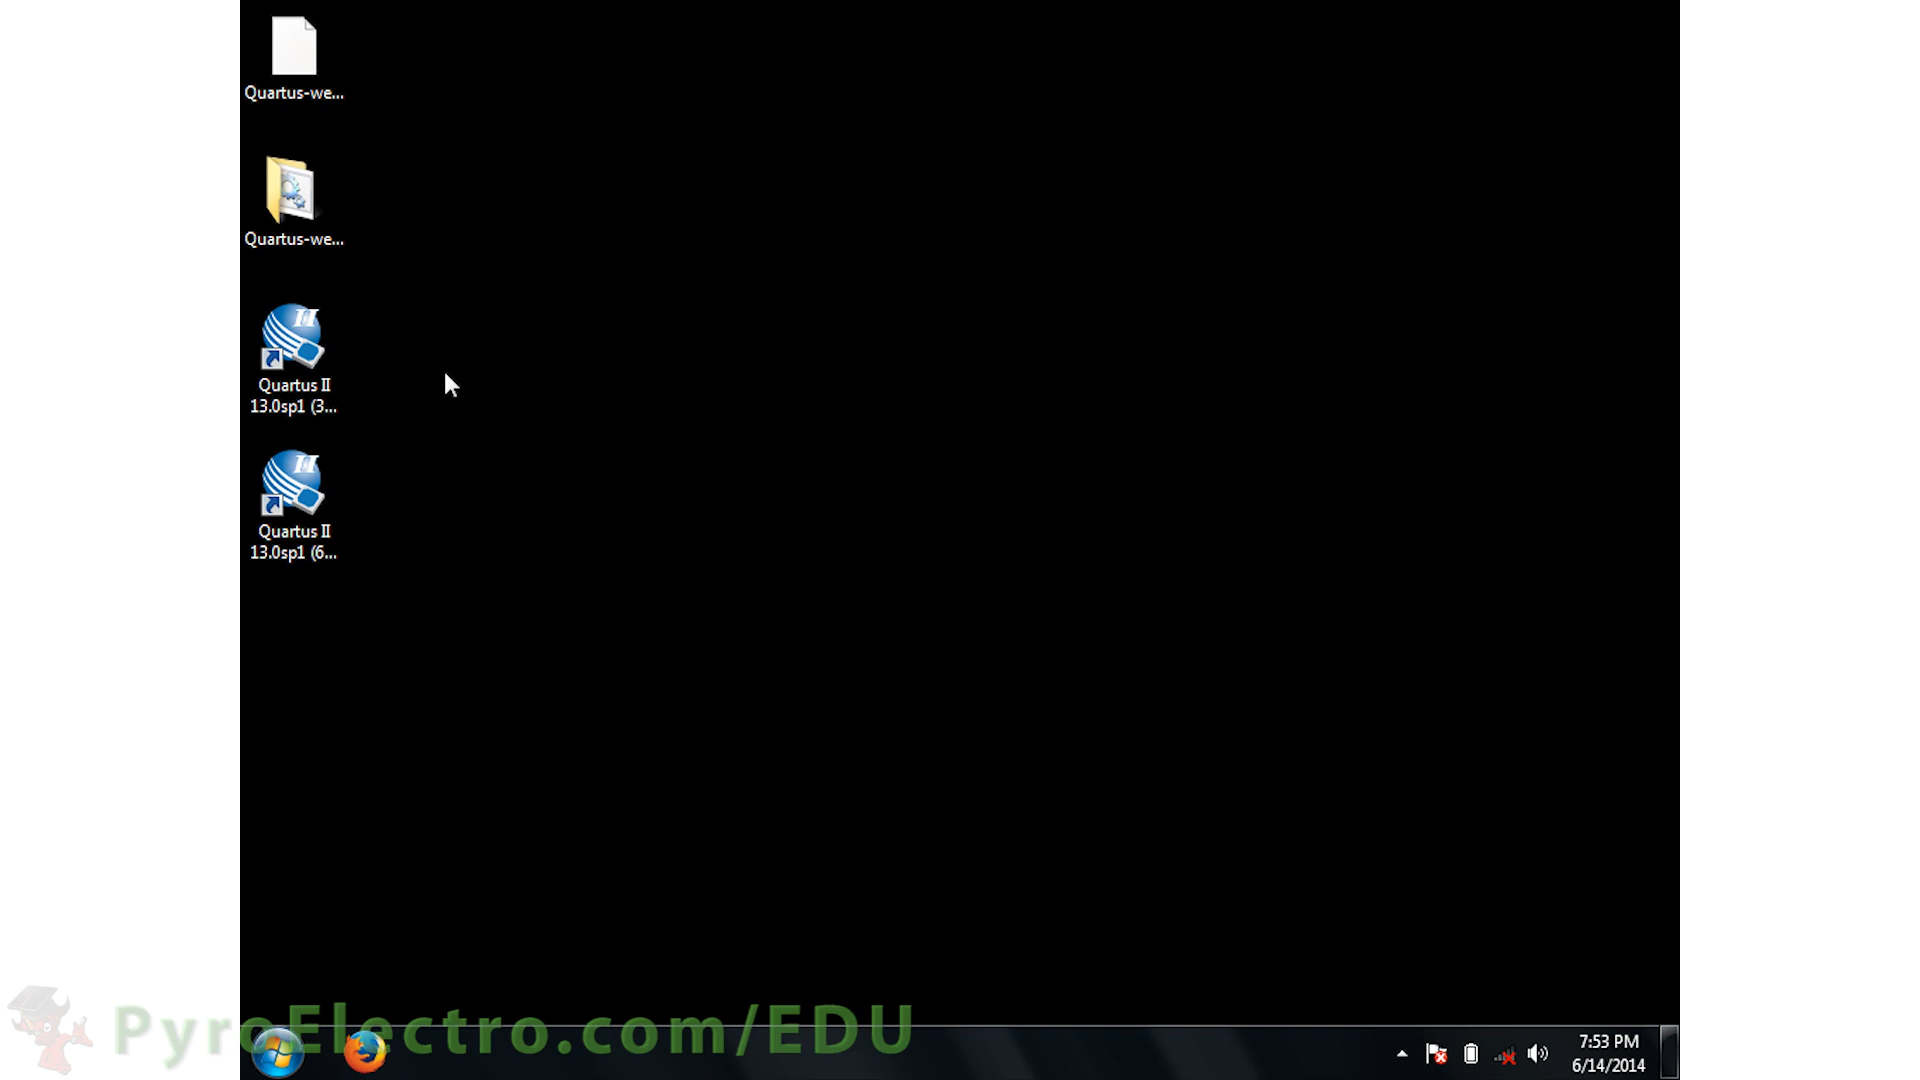 Quartus-we...
Quartus-we...
Quartus II
13.0sp1 (3...
Quartus II
13.0sp1 (6...
PyroElectro.com/EDU
7:53 PM
6/14/2014